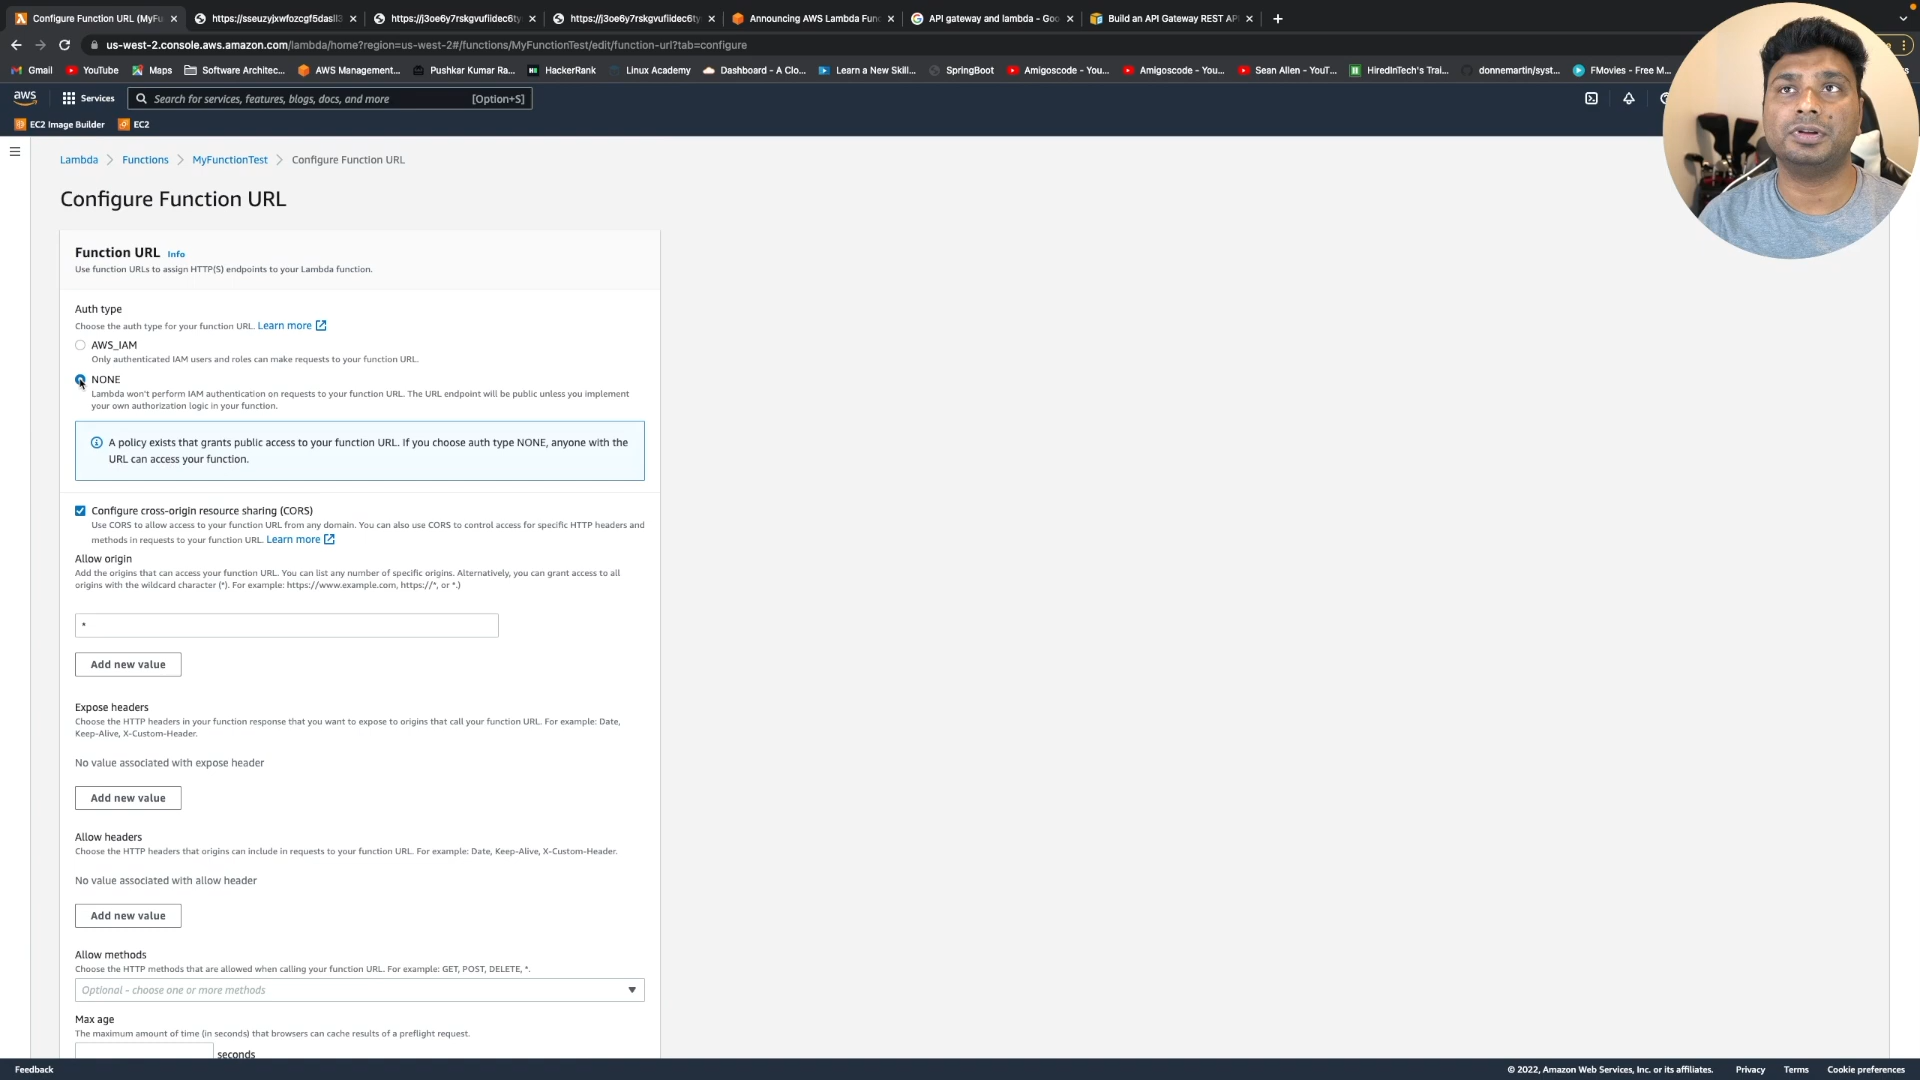 Configure Function URL (MyFu
https://sseuzyjxwfozcgf5dasll3
https://j3oe6y7rskgvufiidec6ty
https://j3oe6y7rskgvufiidec6ty
Announcing AWS Lambda Func
API gateway and lambda - Goo
Build an API Gateway REST API
us-west-2.console.aws.amazon.com/lambda/home?region=us-west-2#/functions/MyFunctionTest/edit/function-url?tab=configure
Gmail YouTube Maps Software Architec... AWS Management... Pushkar Kumar Ra... HackerRank Linux Academy Dashboard - A Clo... Learn a New Skill... SpringBoot Amigoscode - You... Amigoscode - You... Sean Allen - YouT... HiredInTech's Trai... donnemartin/syst... FMovies - Free M...
aws Services Search for services, features, blogs, docs, and more [Option+S]
EC2 Image Builder EC2
Lambda Functions MyFunctionTest Configure Function URL
Configure Function URL
Function URL Info
Use function URLs to assign HTTP(S) endpoints to your Lambda function.
Auth type
Choose the auth type for your function URL. Learn more
AWS_IAM
Only authenticated IAM users and roles can make requests to your function URL.
NONE
Lambda won't perform IAM authentication on requests to your function URL. The URL endpoint will be public unless you implement
your own authorization logic in your function.
A policy exists that grants public access to your function URL. If you choose auth type NONE, anyone with the
URL can access your function.
Configure cross-origin resource sharing (CORS)
Use CORS to allow access to your function URL from any domain. You can also use CORS to control access for specific HTTP headers and
methods in requests to your function URL. Learn more
Allow origin
Add the origins that can access your function URL. You can list any number of specific origins. Alternatively, you can grant access to all
origins with the wildcard character (*). For example: https://www.example.com, https://*, or *.)
*
Add new value
Expose headers
Choose the HTTP headers in your function response that you want to expose to origins that call your function URL. For example: Date,
Keep-Alive, X-Custom-Header.
No value associated with expose header
Add new value
Allow headers
Choose the HTTP headers that origins can include in requests to your function URL. For example: Date, Keep-Alive, X-Custom-Header.
No value associated with allow header
Add new value
Allow methods
Choose the HTTP methods that are allowed when calling your function URL. For example: GET, POST, DELETE, *.
Optional - choose one or more methods
Max age
The maximum amount of time (in seconds) that browsers can cache results of a preflight request.
seconds
Feedback
© 2022, Amazon Web Services, Inc. or its affiliates. Privacy Terms Cookie preferences